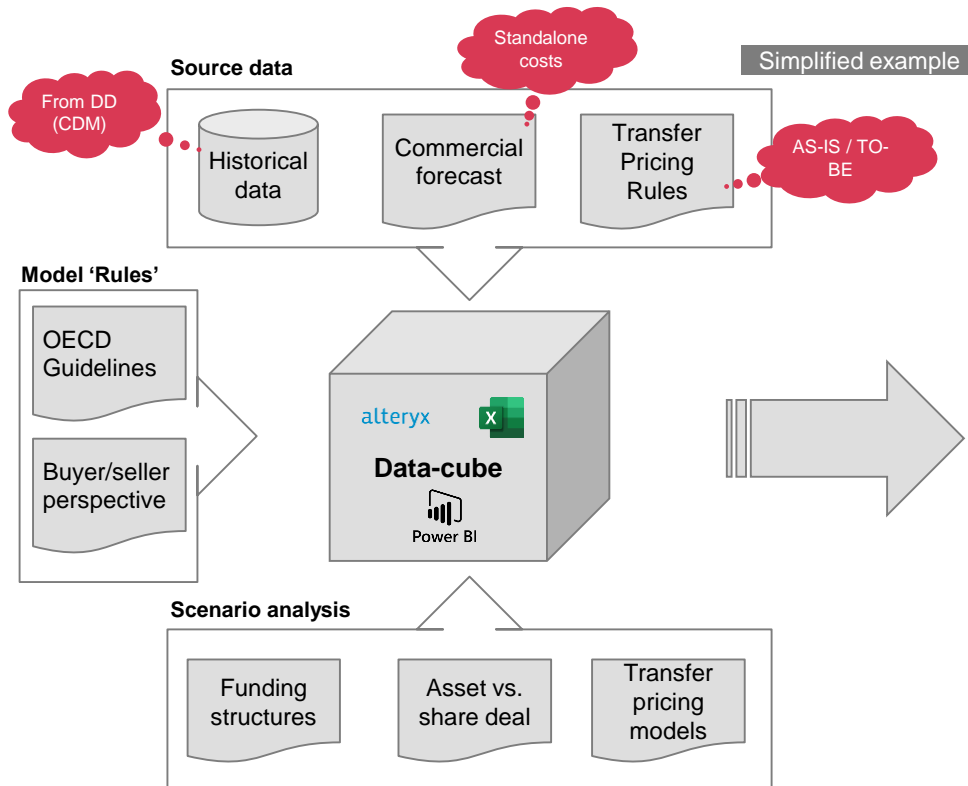 Standalone
costs
Simplified example
Source data
From DD
(CDM)
Historical
data
Commercial
forecast
Transfer
Pricing
Rules
AS-IS / TO-
BE
Model ‘Rules’
OECD
Guidelines
Buyer/seller
perspective
alteryx
X
Data-cube
Power BI
Scenario analysis
Funding
structures
Asset vs.
share deal
Transfer
pricing
models